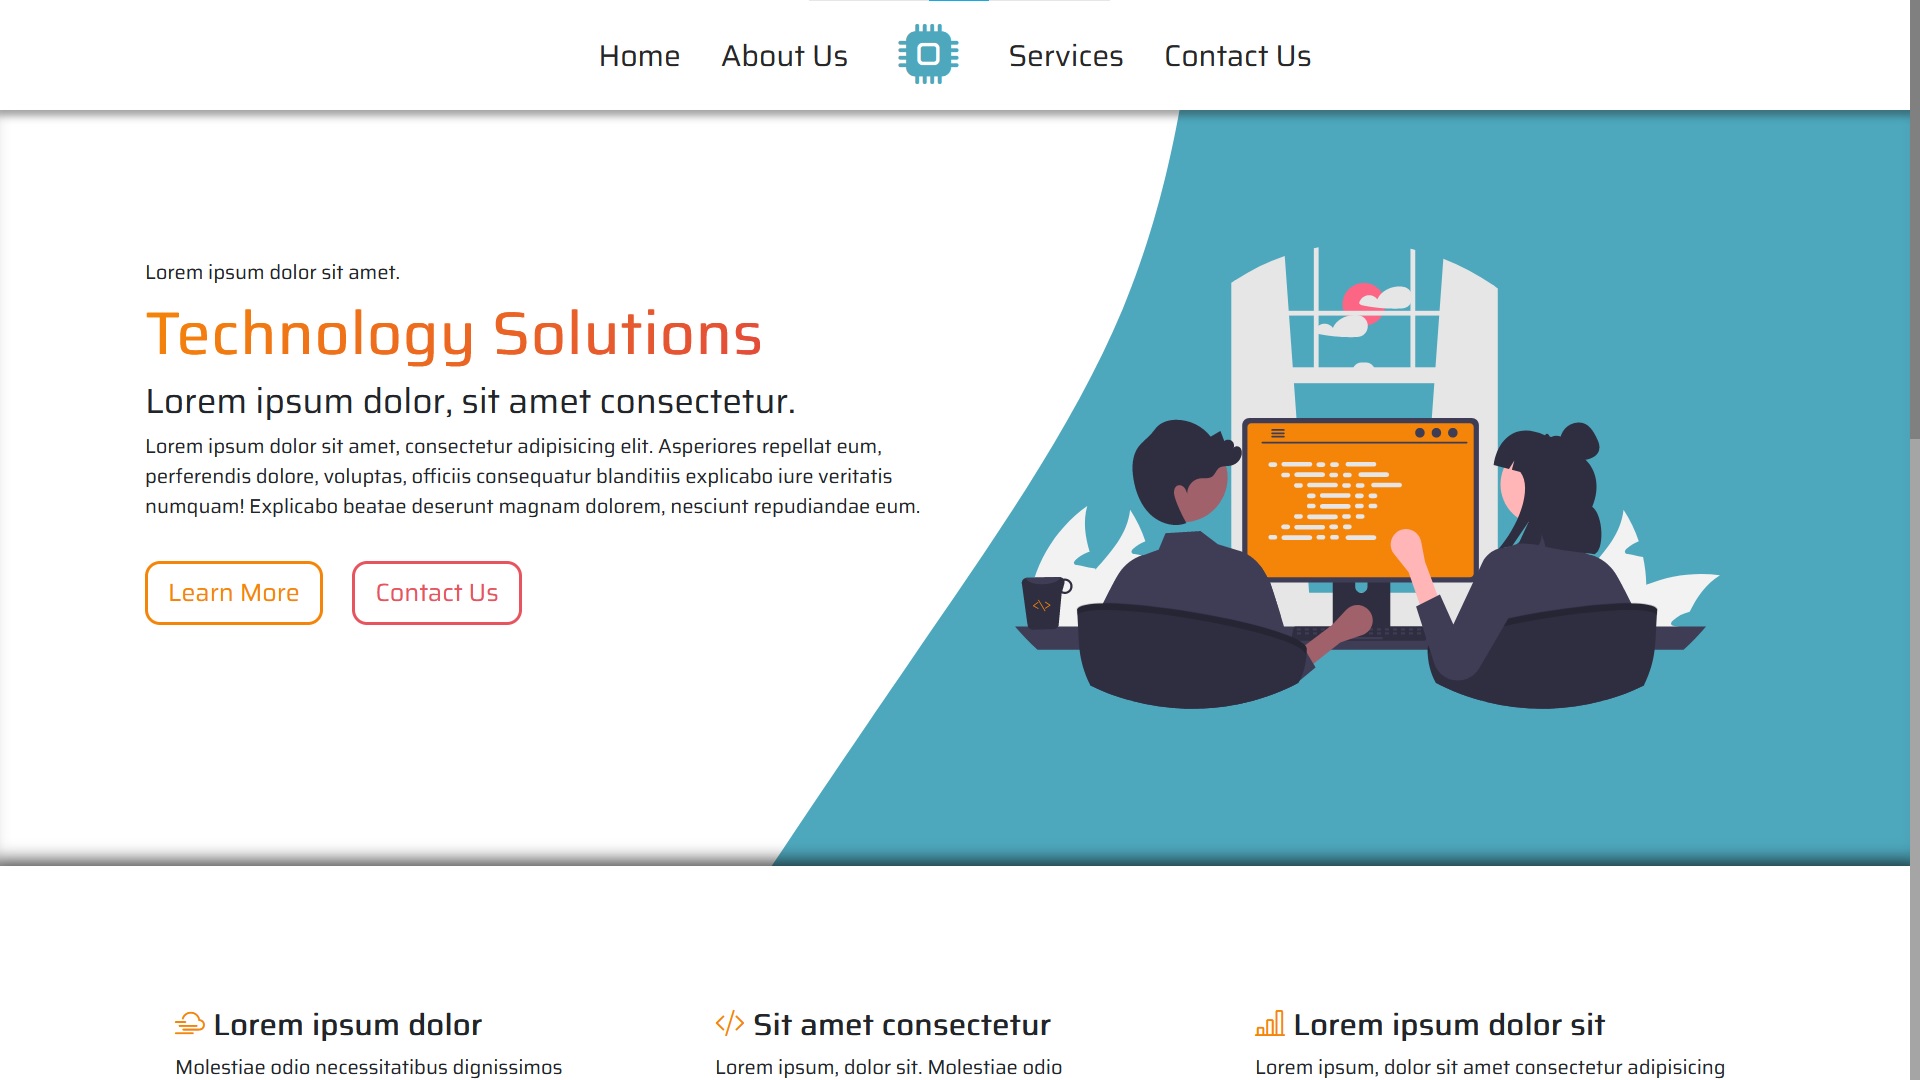 Home About Us Services Contact Us
Lorem ipsum dolor sit amet.
Technology Solutions
Lorem ipsum dolor, sit amet consectetur.
Lorem ipsum dolor sit amet, consectetur adipisicing elit. Asperiores repellat eum,
perferendis dolore, voluptas, officiis consequatur blanditiis explicabo iure veritatis
numquam! Explicabo beatae deserunt magnam dolorem, nesciunt repudiandae eum.
Learn More Contact Us
Lorem ipsum dolor
Molestiae odio necessitatibus dignissimos
Sit amet consectetur
Lorem ipsum, dolor sit. Molestiae odio
Lorem ipsum dolor sit
Lorem ipsum, dolor sit amet consectetur adipisicing